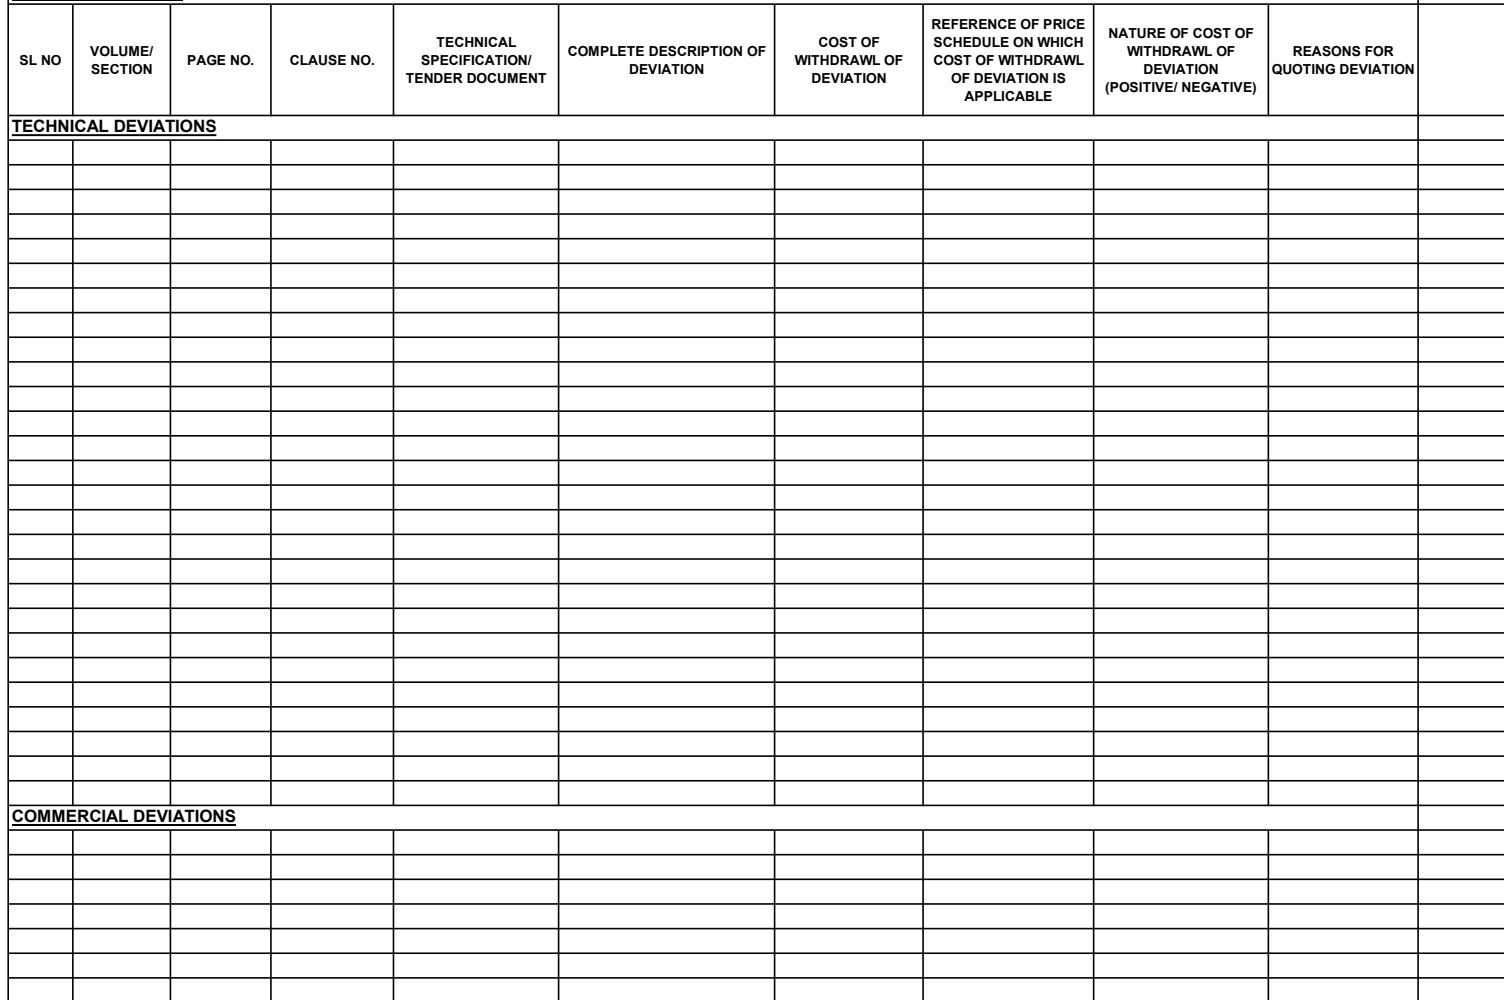 SL NO
VOLUME/
SECTION
PAGE NO.
CLAUSE NO.
TECHNICAL
SPECIFICATION/
TENDER DOCUMENT
COMPLETE DESCRIPTION OF
DEVIATION
COST OF
WITHDRAWL OF
DEVIATION
REFERENCE OF PRICE
SCHEDULE ON WHICH
COST OF WITHDRAWL
OF DEVIATION IS
APPLICABLE
NATURE OF COST OF
WITHDRAWL OF
DEVIATION
(POSITIVE/ NEGATIVE)
REASONS FOR
QUOTING DEVIATION
TECHNICAL DEVIATIONS
COMMERCIAL DEVIATIONS